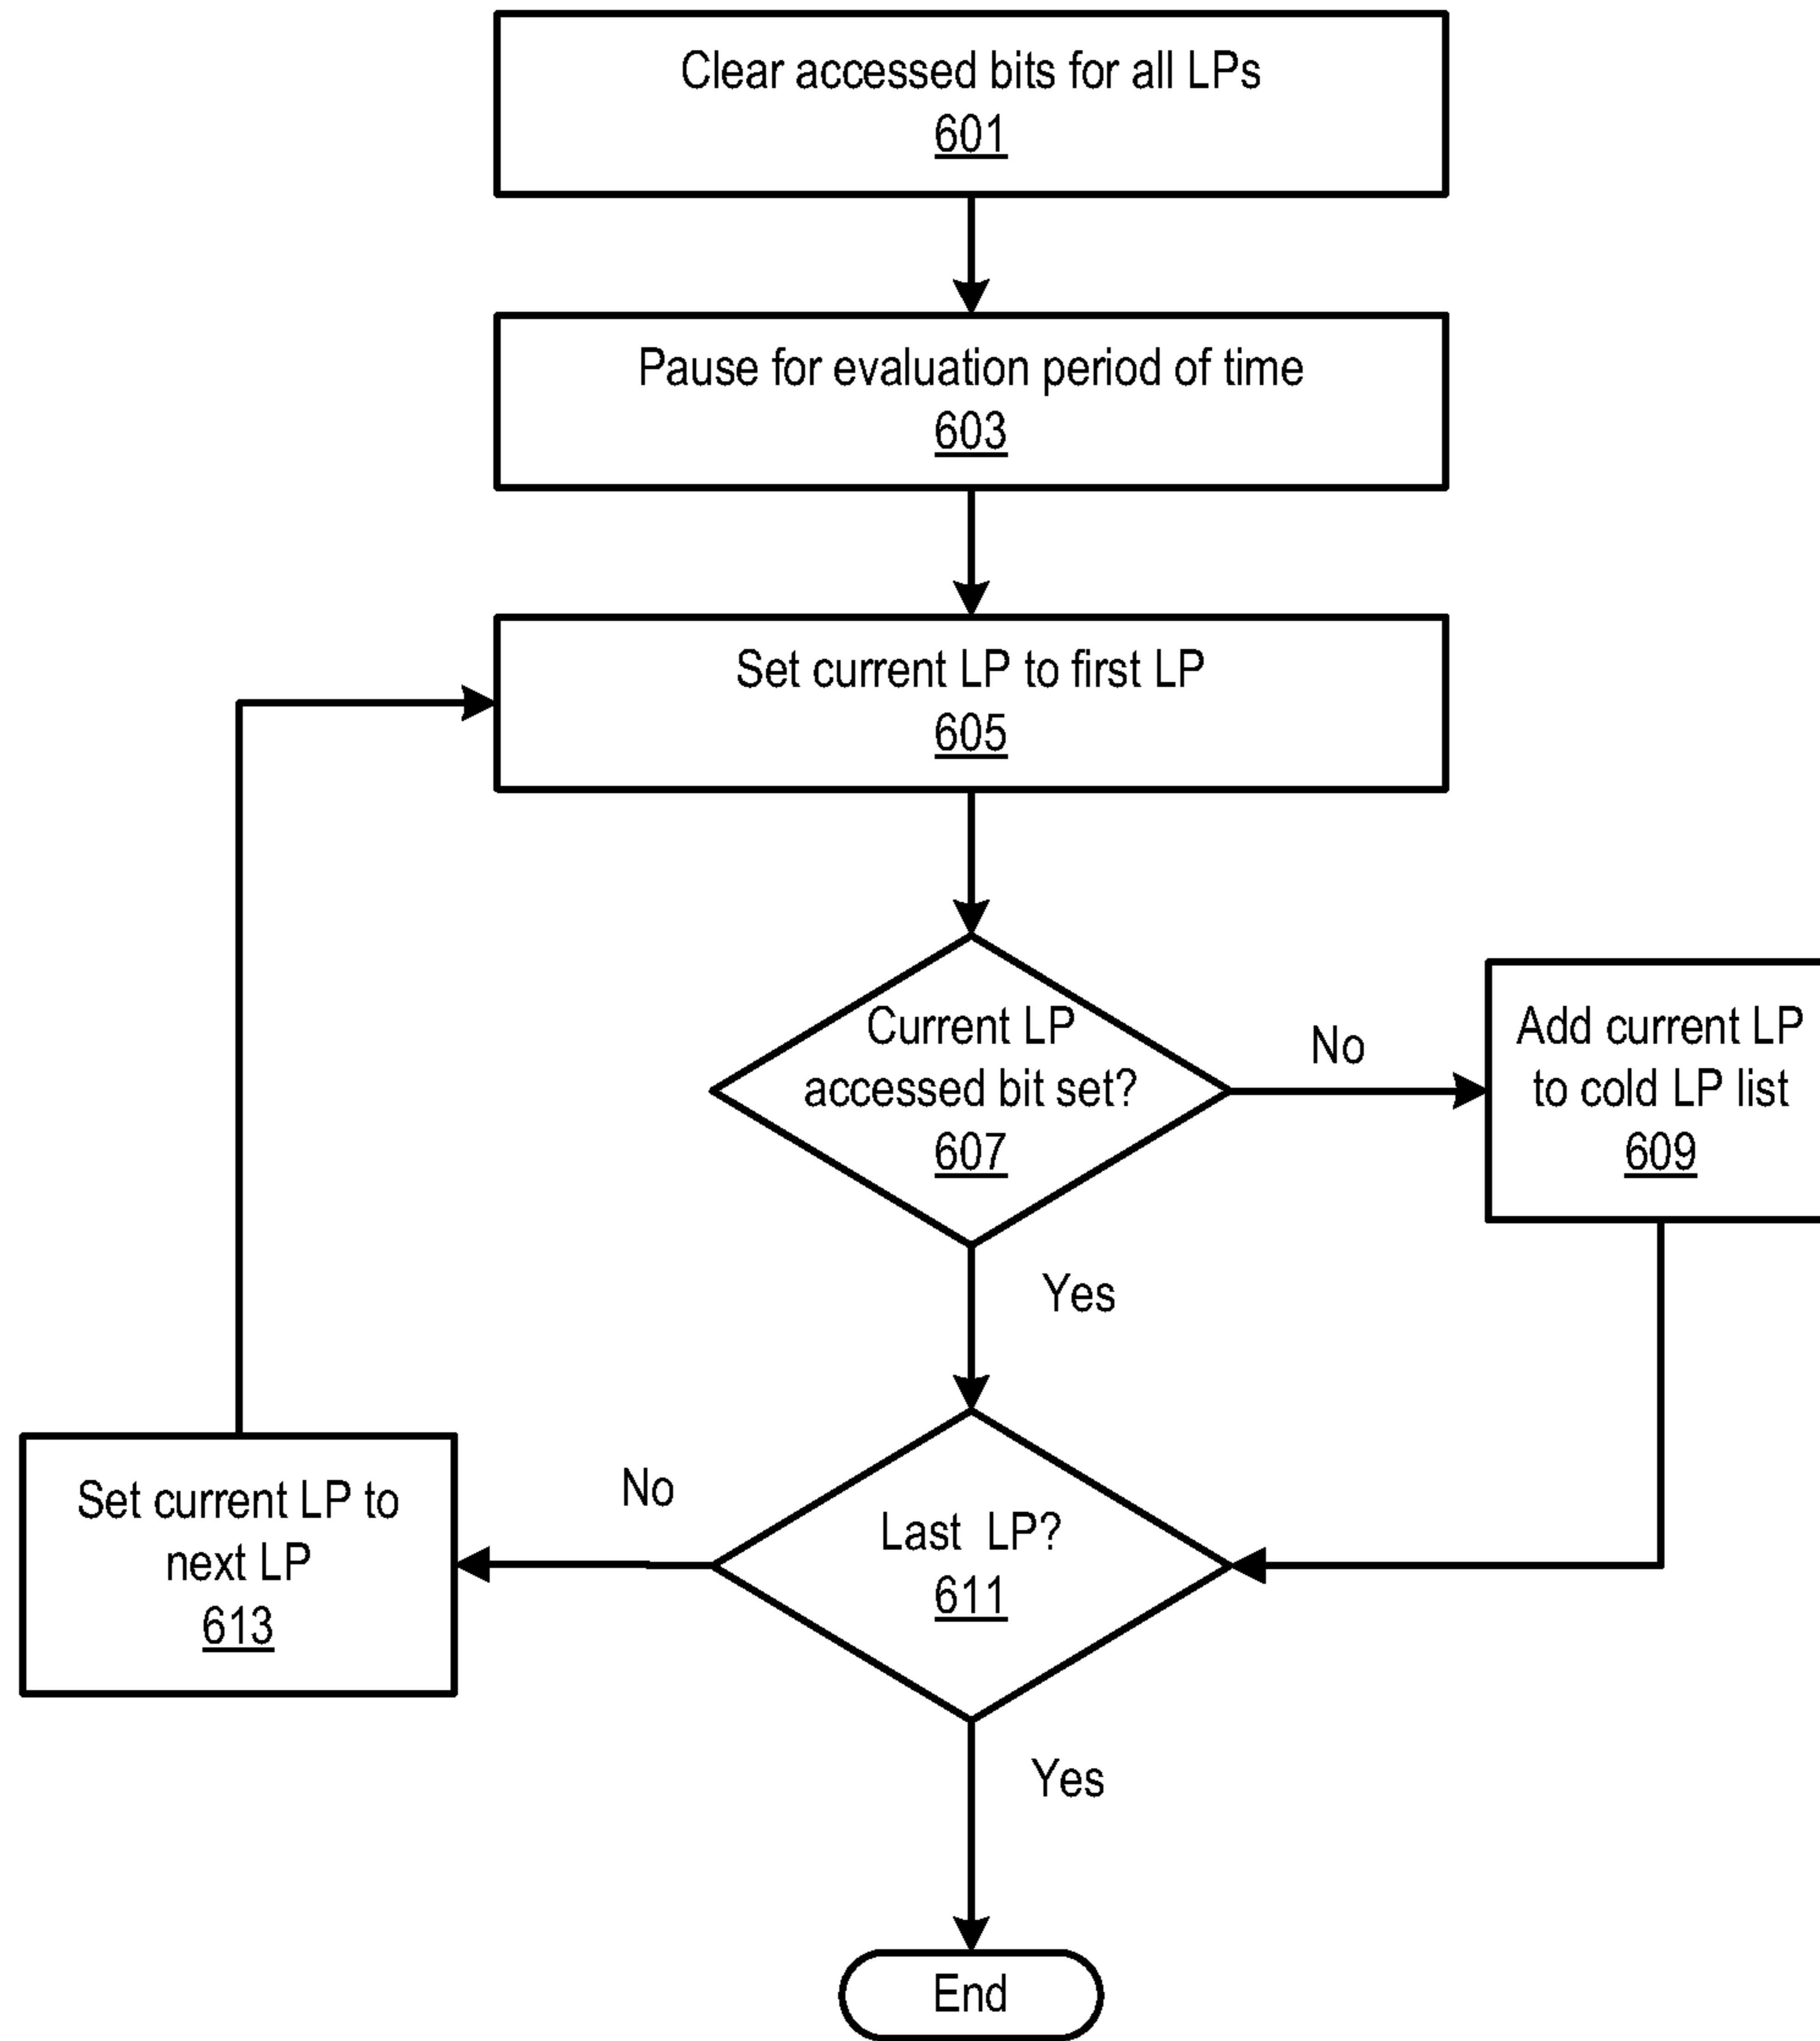 Clear accessed bits for all LPs
601
Pause for evaluation period of time
603
Set current LP to first LP
605
Current LP
accessed bit set?
607
No
Add current LP
to cold LP list
609
Yes
Set current LP to
next LP
613
No
Last LP?
611
Yes
End